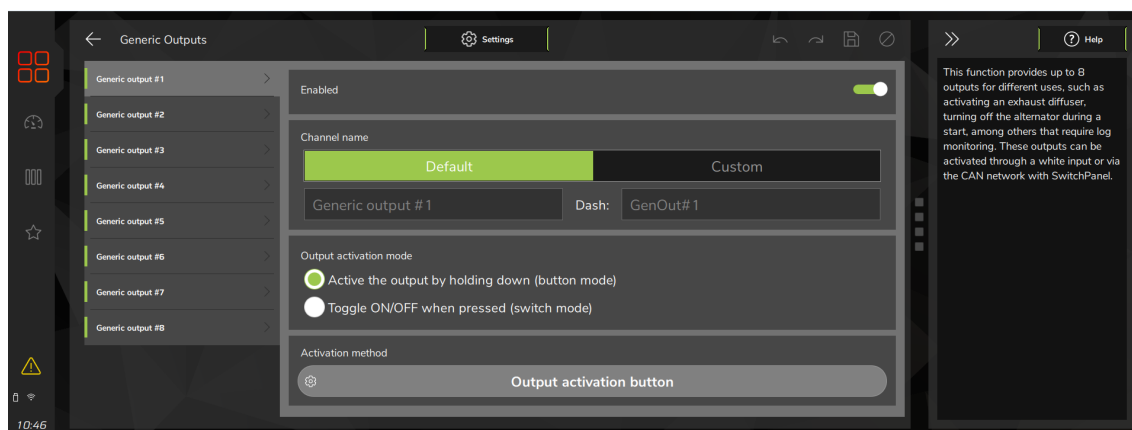 Generic Outputs
Settings
Help
Generic output #1
Generic output #2
Generic output #3
Generic output #4
Generic output #5
Generic output #6
Generic output #7
Generic output #8
Enabled
Channel name
Default
Custom
Generic output #1
Dash:
GenOut#1
Output activation mode
Active the output by holding down (button mode)
Toggle ON/OFF when pressed (switch mode)
Activation method
Output activation button
This function provides up to 8
outputs for different uses, such as
activating an exhaust diffuser,
turning off the alternator during a
start, among others that require log
monitoring. These outputs can be
activated through a white input or via
the CAN network with SwitchPanel.
10:46